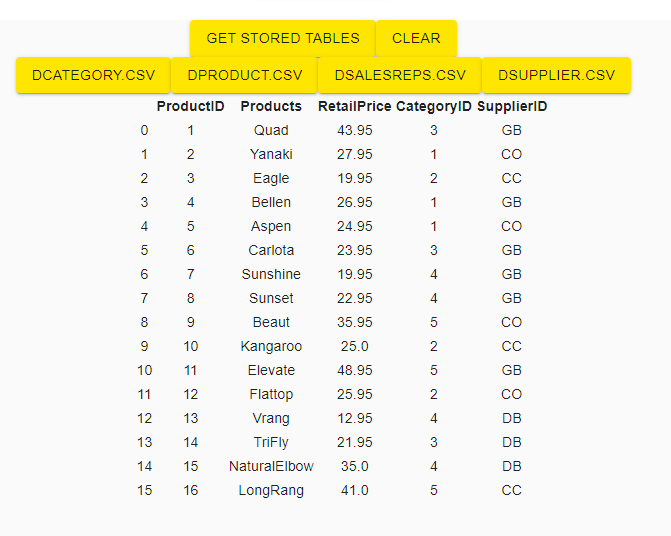 GET STORED TABLES CLEAR
DCATEGORY.CSV DPRODUCT.CSV DSALESREPS.CSV DSUPPLIER.CSV
ProductID Products RetailPrice CategoryID SupplierID
0 1 Quad 43.95 3 GB
1 2 Yanaki 27.95 1 CO
2 3 Eagle 19.95 2 CC
3 4 Bellen 26.95 1 GB
4 5 Aspen 24.95 1 CO
5 6 Carlota 23.95 3 GB
6 7 Sunshine 19.95 4 GB
7 8 Sunset 22.95 4 GB
8 9 Beaut 35.95 5 CO
9 10 Kangaroo 25.0 2 CC
10 11 Elevate 48.95 5 GB
11 12 Flattop 25.95 2 CO
12 13 Vrang 12.95 4 DB
13 14 TriFly 21.95 3 DB
14 15 NaturalElbow 35.0 4 DB
15 16 LongRang 41.0 5 CC